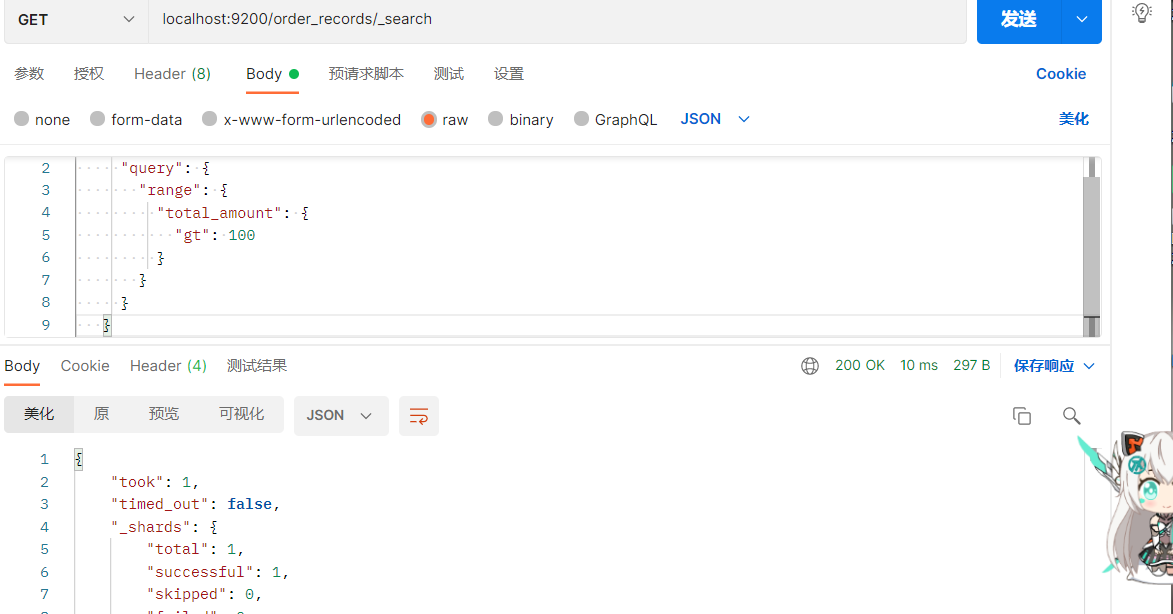 GET localhost:9200/order_records/_search 发送
参数 授权 Header (8) Body 预请求脚本 测试 设置 Cookie
none form-data x-www-form-urlencoded raw binary GraphQL JSON 美化
2 "query": {
3 "range": {
4 "total_amount": {
5 "gt": 100
6 }
7 }
8 }
9 }
Body Cookie Header (4) 测试结果 200 OK 10 ms 297 B 保存响应
美化 原 预览 可视化 JSON
1 {
2 "took": 1,
3 "timed_out": false,
4 "_shards": {
5 "total": 1,
6 "successful": 1,
7 "skipped": 0,